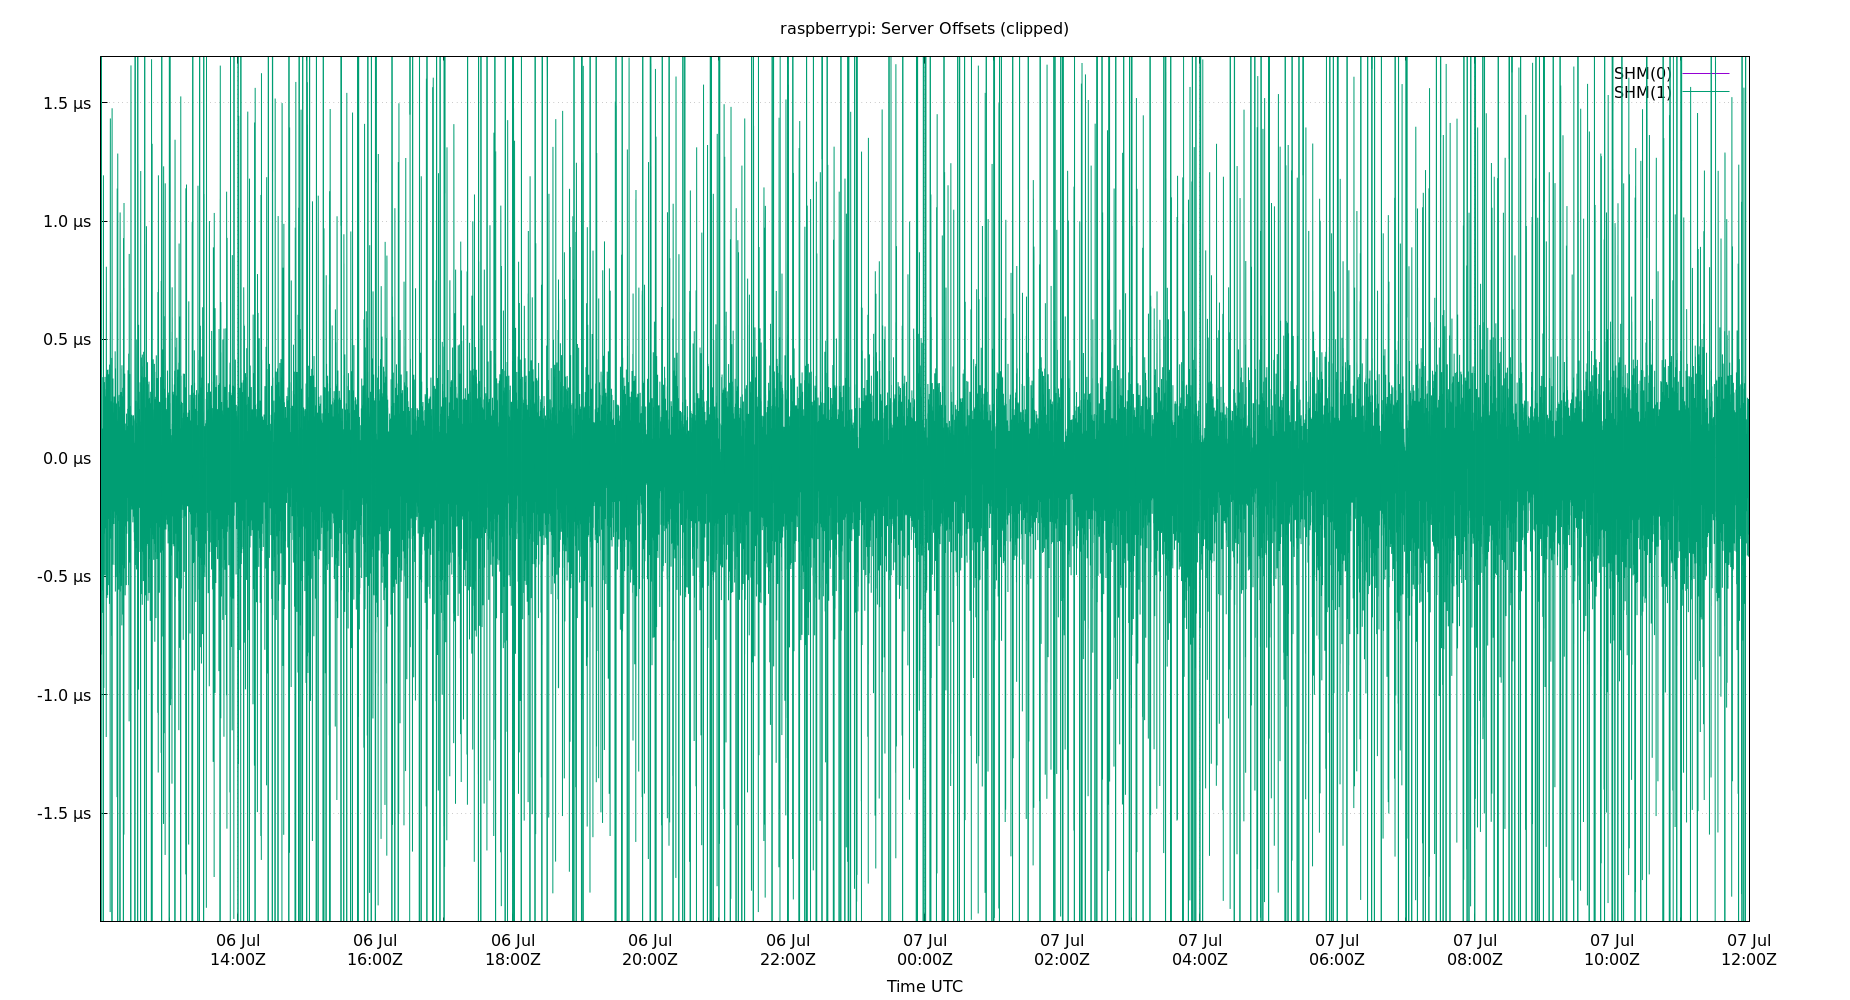 raspberrypi: Server Offsets (clipped)
SHM(0)
SHM(1)
1.5 µs
1.0 µs
0.5 µs
0.0 µs
-0.5 µs
-1.0 µs
-1.5 µs
06 Jul 06 Jul 06 Jul 06 Jul 06 Jul 07 Jul 07 Jul 07 Jul 07 Jul 07 Jul 07 Jul 07 Jul
14:00Z 16:00Z 18:00Z 20:00Z 22:00Z 00:00Z 02:00Z 04:00Z 06:00Z 08:00Z 10:00Z 12:00Z
Time UTC